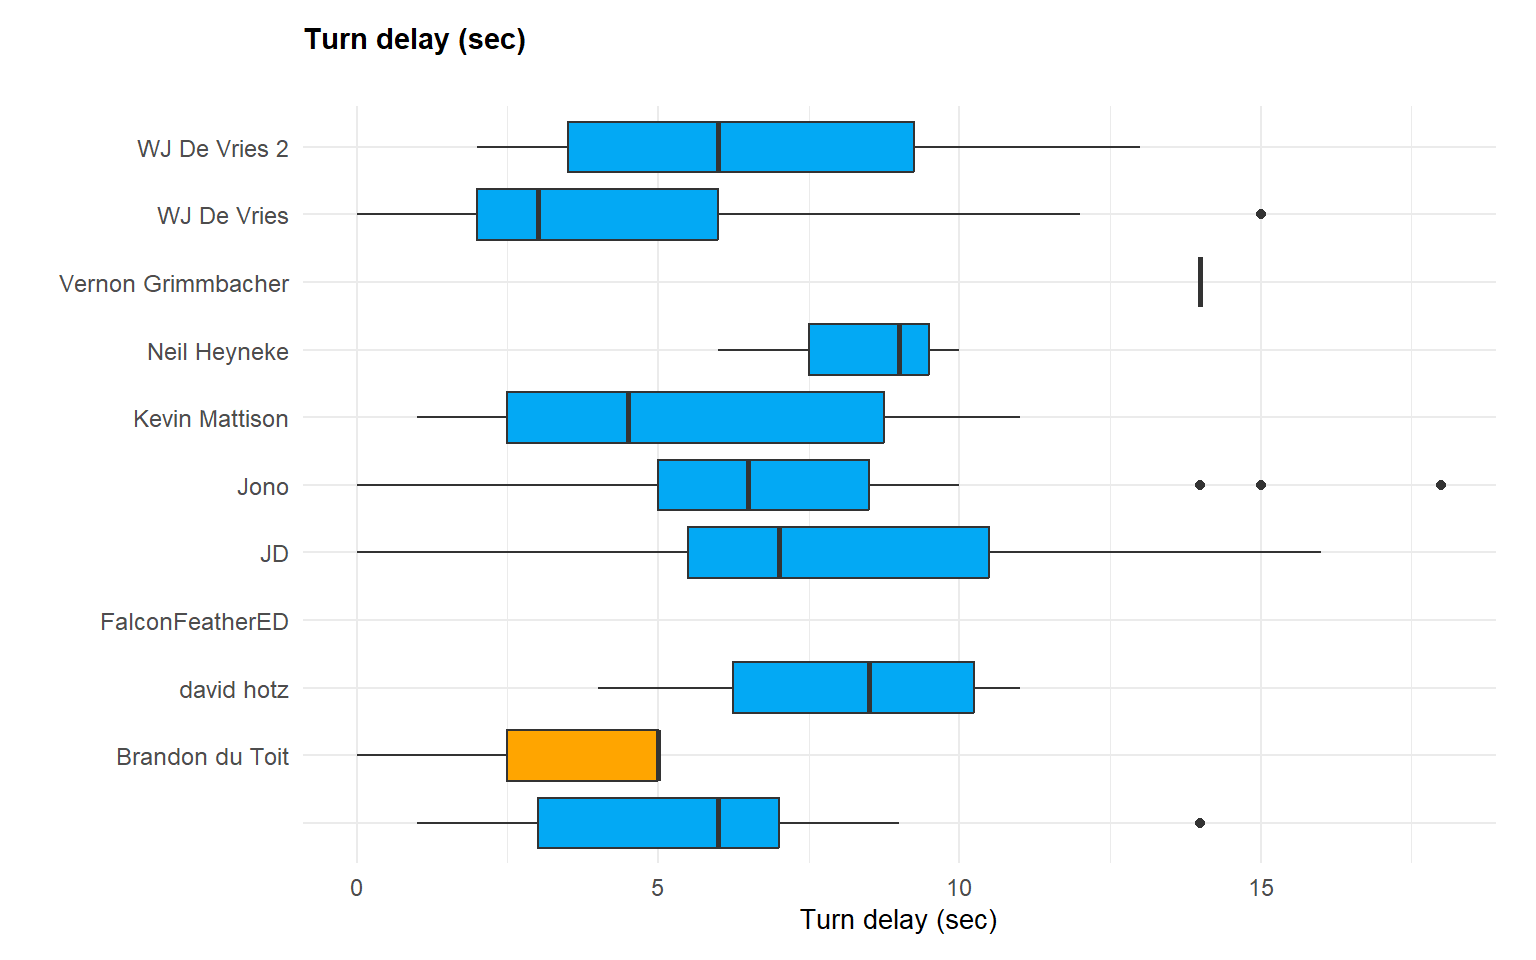 Turn delay (sec)
WJ De Vries 2
WJ De Vries
Vernon Grimmbacher
Neil Heyneke
Kevin Mattison
Jono
JD
FalconFeatherED
david hotz
Brandon du Toit
0 5 10 15
Turn delay (sec)